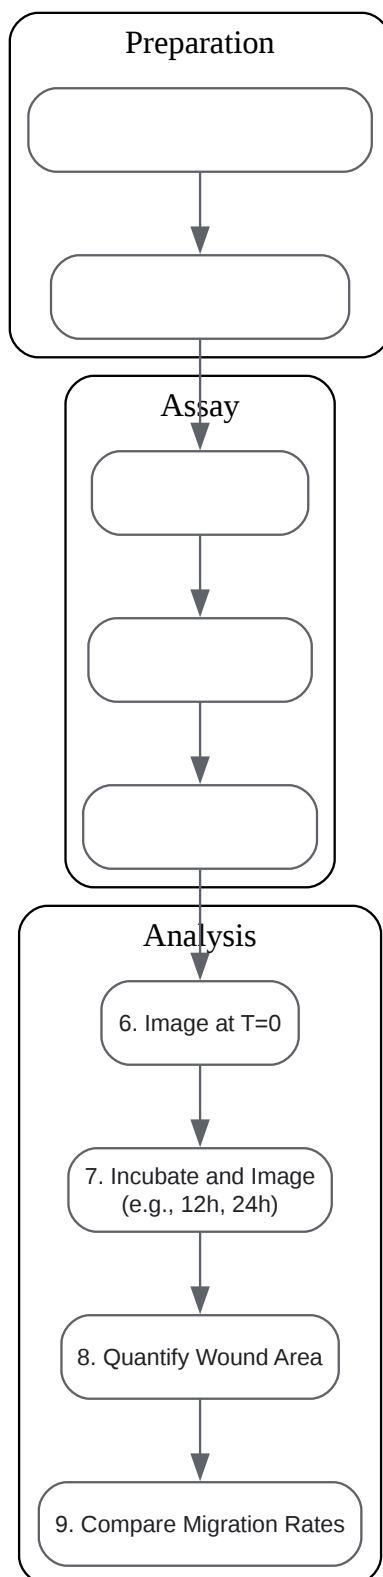 Preparation
Assay
Analysis
6. Image at T=0
7. Incubate and Image
(e.g., 12h, 24h)
8. Quantify Wound Area
9. Compare Migration Rates